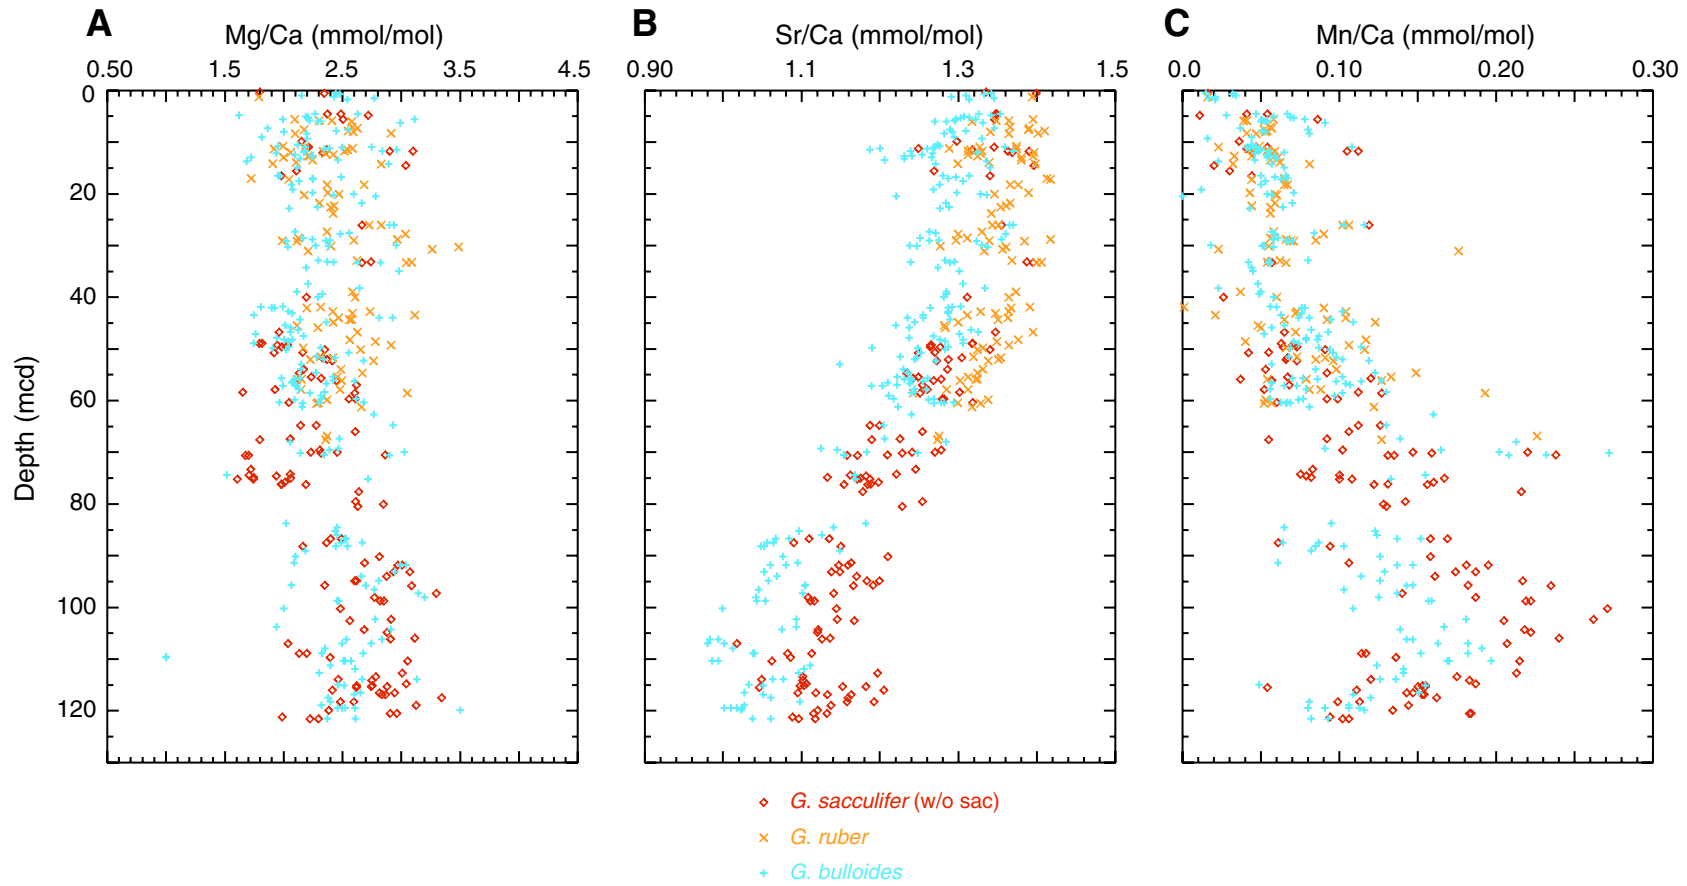 A
B
C
Mg/Ca (mmol/mol)
Sr/Ca (mmol/mol)
Mn/Ca (mmol/mol)
0.50 1.5 2.5 3.5 4.5
0.90 1.1 1.3 1.5
0.0 0.10 0.20 0.30
0
20
40
60
80
100
120
Depth (mcd)
G. sacculifer (w/o sac)
G. ruber
G. bulloides